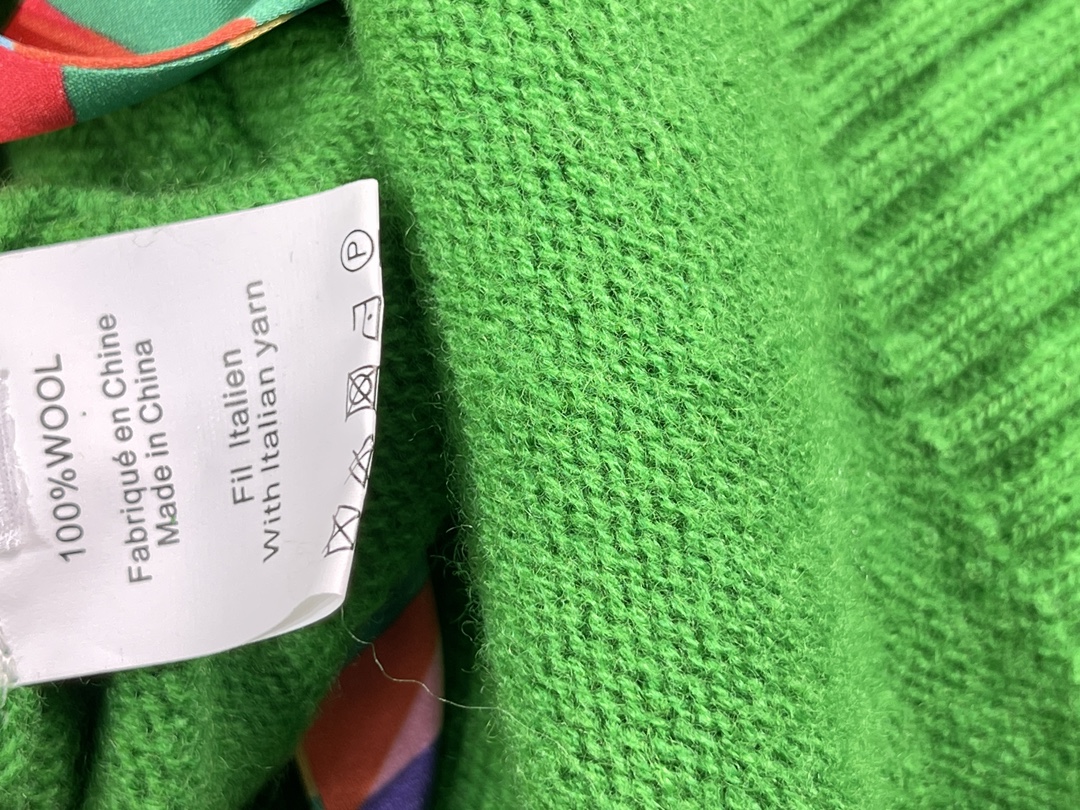 100%WOOL
Fabriqué en Chine
Made in China
Fil Italien
With Italian yarn
P